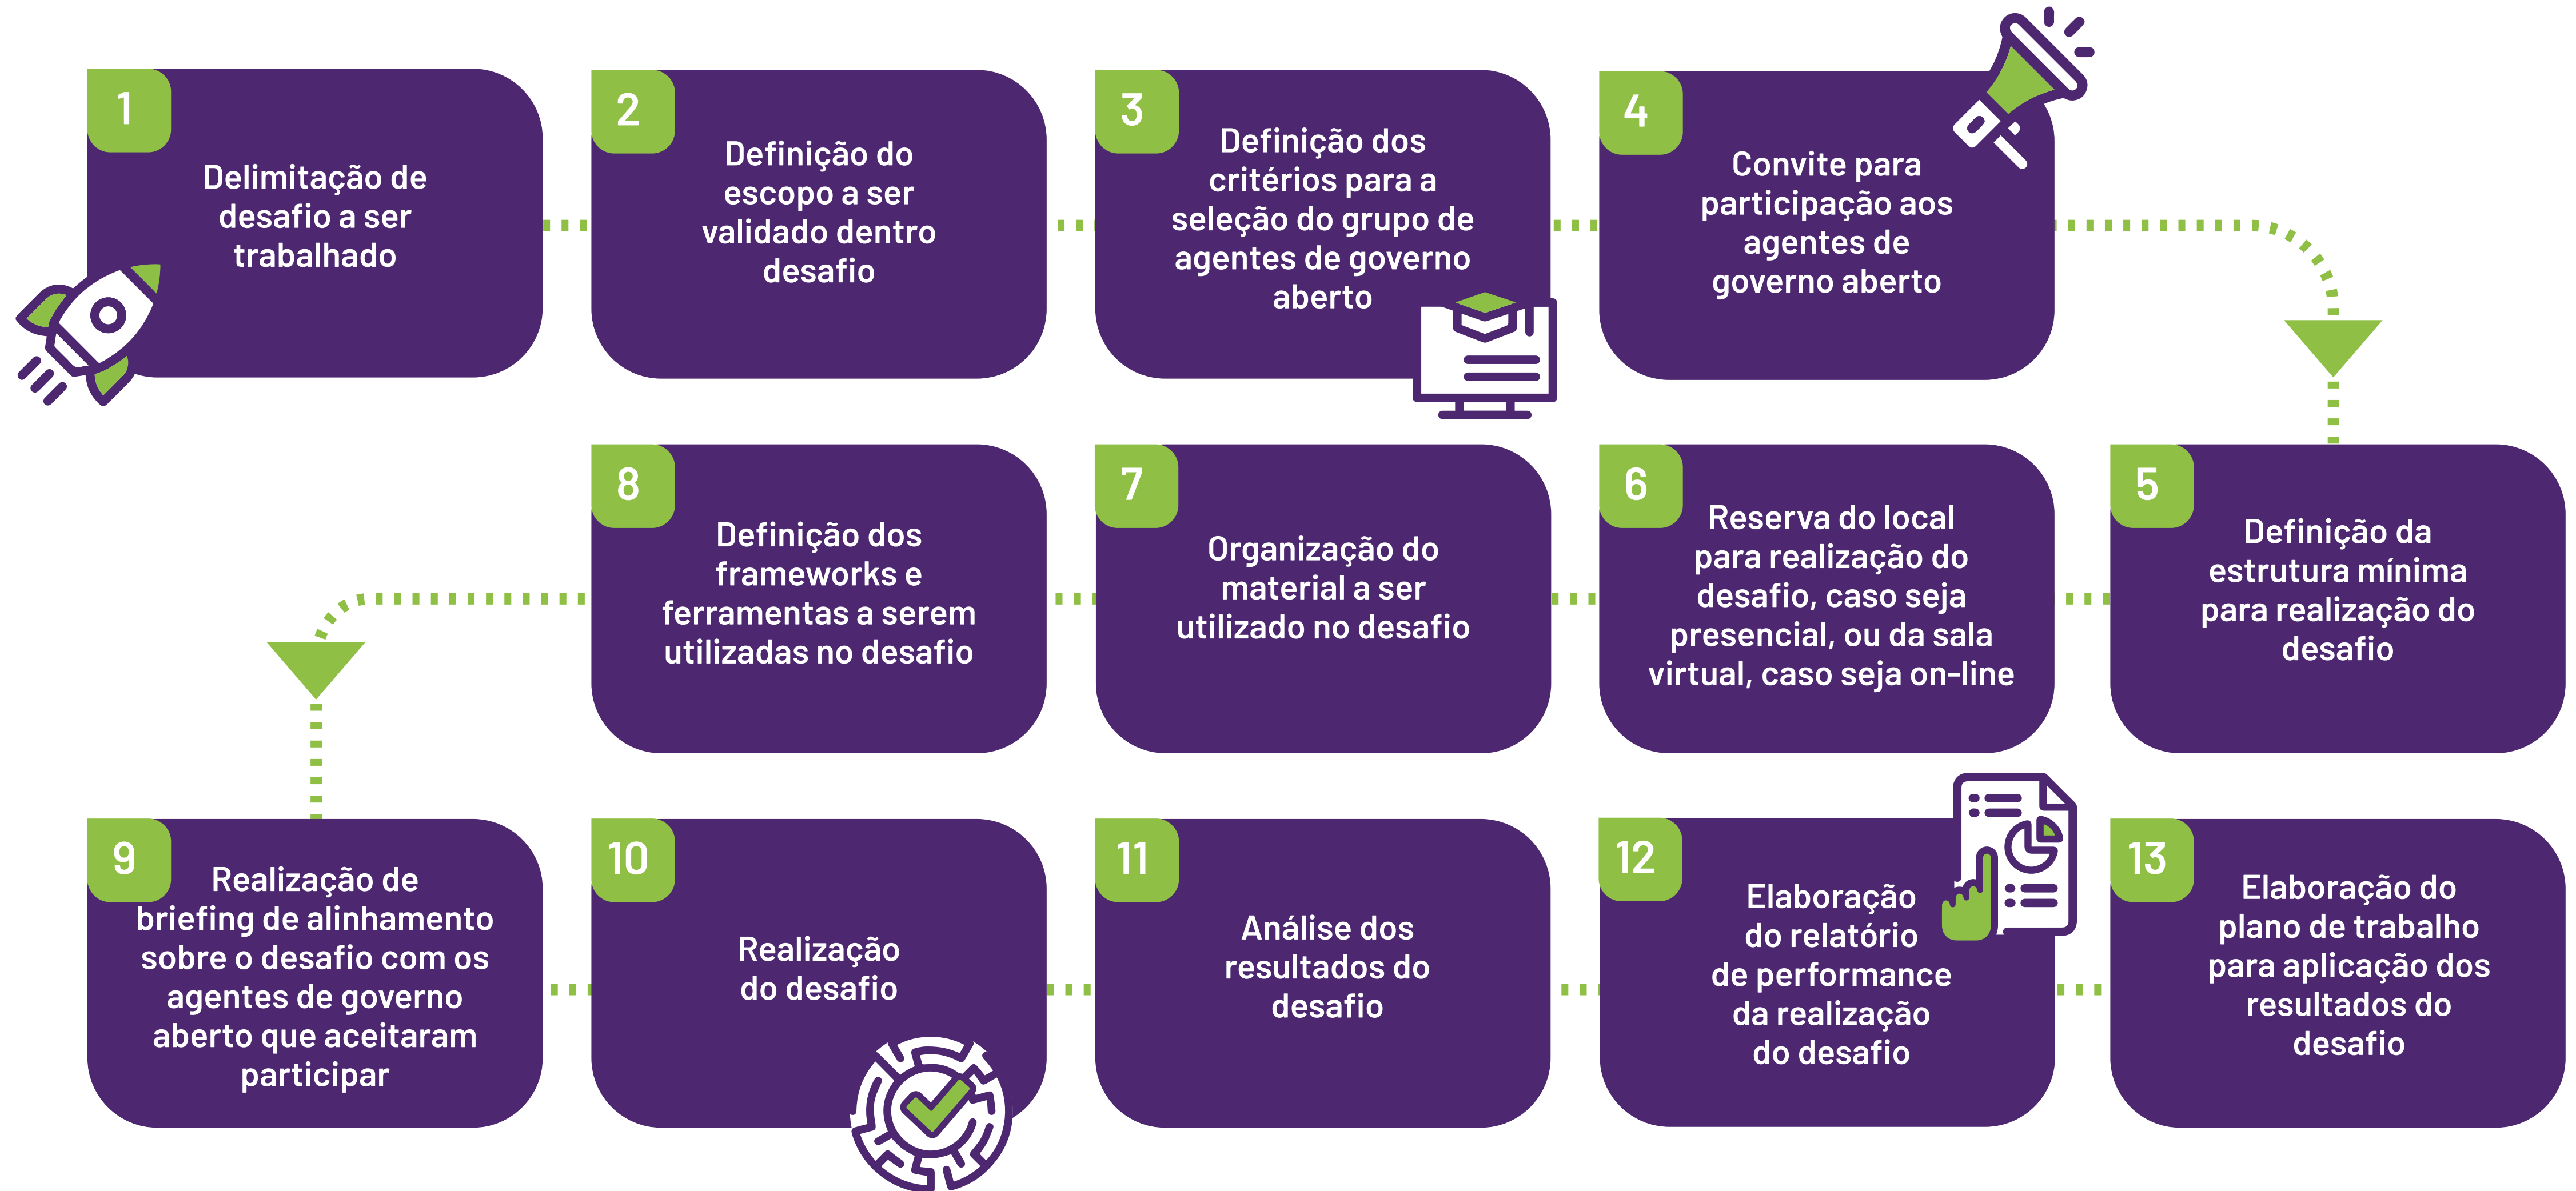 1
Delimitação de
desafio a ser
trabalhado
2
Definição do
escopo a ser
validado dentro
desafio
3
Definição dos
critérios para a
seleção do grupo de
agentes de governo
aberto
4
Convite para
participação aos
agentes de
governo aberto
5
Definição da
estrutura mínima
para realização do
desafio
6
Reserva do local
para realização do
desafio, caso seja
presencial, ou da sala
virtual, caso seja on-line
7
Organização do
material a ser
utilizado no desafio
8
Definição dos
frameworks e
ferramentas a serem
utilizadas no desafio
9
Realização de
briefing de alinhamento
sobre o desafio com os
agentes de governo
aberto que aceitaram
participar
10
Realização
do desafio
11
Análise dos
resultados do
desafio
12
Elaboração
do relatório
de performance
da realização
do desafio
13
Elaboração do
plano de trabalho
para aplicação dos
resultados do
desafio